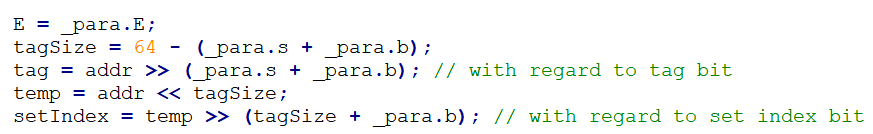 E = _para.E;
tagSize = 64 - (_para.s + _para.b);
tag = addr >> (_para.s + _para.b); // with regard to tag bit
temp = addr << tagSize;
setIndex = temp >> (tagSize + _para.b); // with regard to set index bit